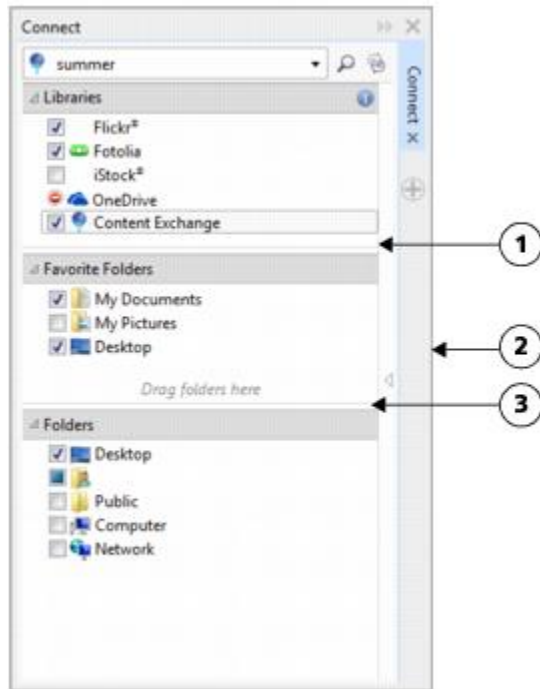 Connect
summer
Libraries
Flickr®
Fotolia
iStock®
OneDrive
Content Exchange
Favorite Folders
My Documents
My Pictures
Desktop
Drag folders here
Folders
Desktop
Public
Computer
Network
Connect
1
2
3